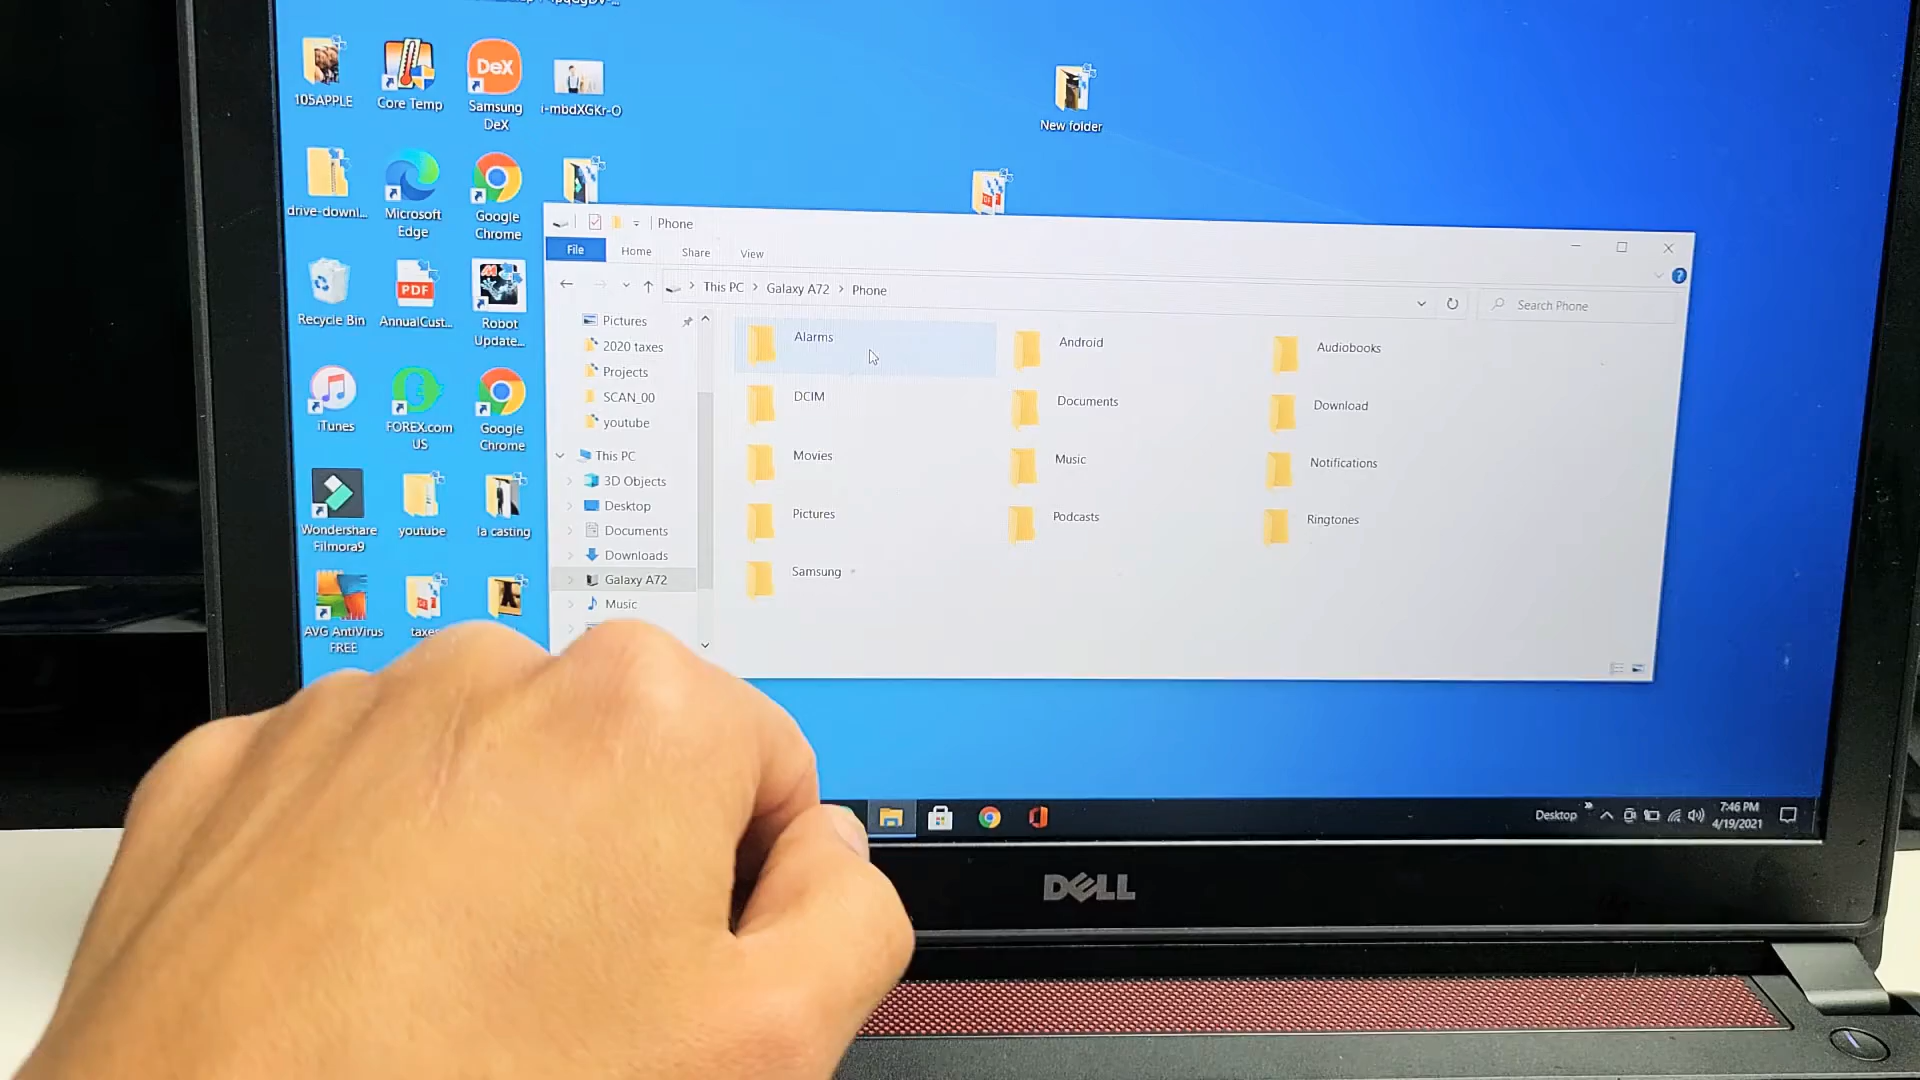 105APPLE
Core Temp
DeX
Samsung
DeX
i-mbdXGKr-O
New folder
drive-downl...
Microsoft
Edge
Google
Chrome
Recycle Bin
PDF
AnnualCust...
Robot
Update...
iTunes
FOREX.com
US
Google
Chrome
Wondershare
Filmora9
youtube
la casting
AVG AntiVirus
FREE
taxes
Phone
File
Home
Share
View
This PC
Galaxy A72
Phone
Search Phone
Pictures
2020 taxes
Projects
SCAN_00
youtube
This PC
3D Objects
Desktop
Documents
Downloads
Galaxy A72
Music
Alarms
Android
Audiobooks
DCIM
Documents
Download
Movies
Music
Notifications
Pictures
Podcasts
Ringtones
Samsung
Desktop
7:46 PM
4/19/2021
DELL